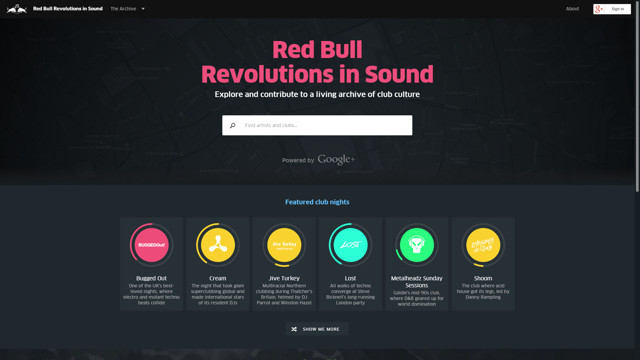 Red Bull Revolutions in Sound
The Archive
About
Sign in
Red Bull
Revolutions in Sound
Explore and contribute to a living archive of club culture
Find artists and clubs...
Powered by Google+
Featured club nights
BUGGEDOut
Jive Turkey
LOST
Bugged Out
One of the UK's best-
loved nights, where
electro and mutant techno
beats collider
Cream
The night that took glam
superclubbing global and
made international stars
of its resident DJs
Jive Turkey
Multiracial Northern
clubbing during Thatcher's
Britain, helmed by DJ
Parrot and Winston Hazel
Lost
All works of techno
converge at Steve
Bicknell's long-running
London party
Metalheadz Sunday
Sessions
Goldie's mid-90s club,
where D&B geared up for
world domination
Shoom
The club where acid
house got its legs, led by
Danny Rampling
SHOW ME MORE